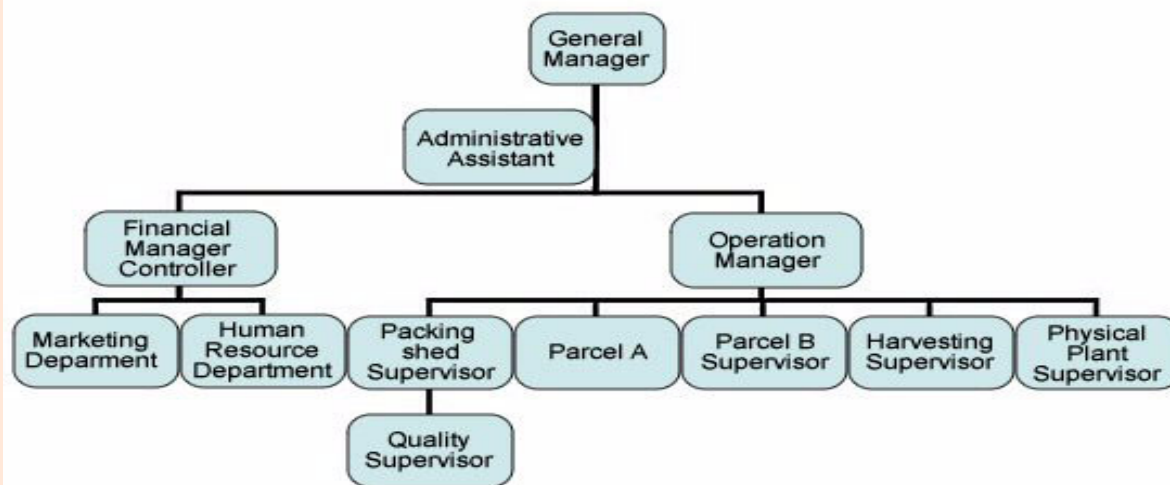 General
Manager
Administrative
Assistant
Financial
Manager
Controller
Operation
Manager
Marketing
Deparment
Human
Resource
Department
Packing
shed
Supervisor
Parcel A
Parcel B
Supervisor
Harvesting
Supervisor
Physical
Plant
Supervisor
Quality
Supervisor